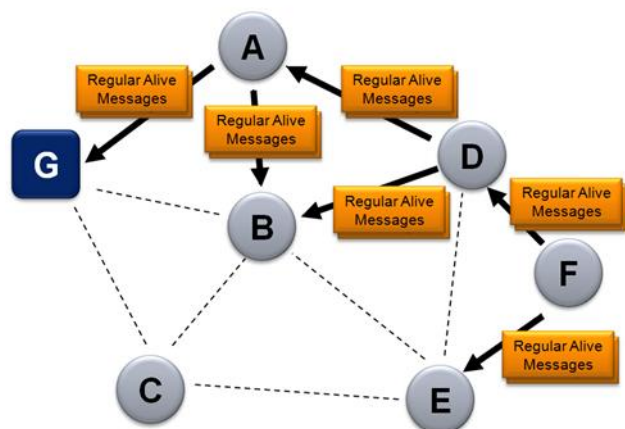 A
Regular Alive
Messages
Regular Alive
Messages
Regular Alive
Messages
G
D
Regular Alive
Messages
Regular Alive
Messages
B
F
Regular Alive
Messages
C
E